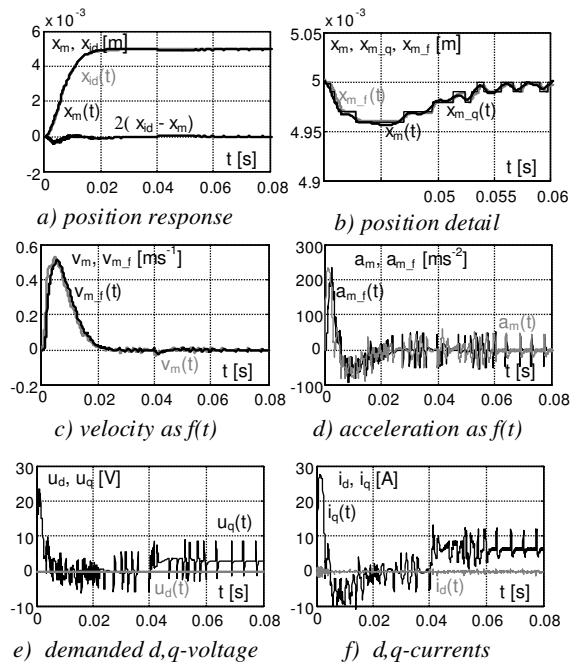 x 10⁻³
6
x_m, x_id [m]
x_id(t)
4
2
x_m(t)
2( x_id - x_m)
0
t [s]
-2
0 0.02 0.04 0.06 0.08
a) position response
x 10⁻³
5.05
x_m, x_m_q, x_m_f [m]
5
x_m_f(t)
x_m_q(t)
x_m(t)
4.95
t [s]
4.9
0.05 0.055 0.06
b) position detail
0.6
v_m, v_m_f [ms⁻¹]
v_m_f(t)
0.4
0.2
0
v_m(t)
t [s]
-0.2
0 0.02 0.04 0.06 0.08
c) velocity as f(t)
300
a_m, a_m_f [ms⁻²]
200
a_m_f(t)
a_m(t)
100
0
t [s]
-100
0 0.02 0.04 0.06 0.08
d) acceleration as f(t)
30
u_d, u_q [V]
20
u_q(t)
10
0
u_d(t)
t [s]
-10
0 0.02 0.04 0.06 0.08
e) demanded d,q-voltage
30
i_d, i_q [A]
i_q(t)
20
10
0
i_d(t)
t [s]
-10
0 0.02 0.04 0.06 0.08
f) d,q-currents